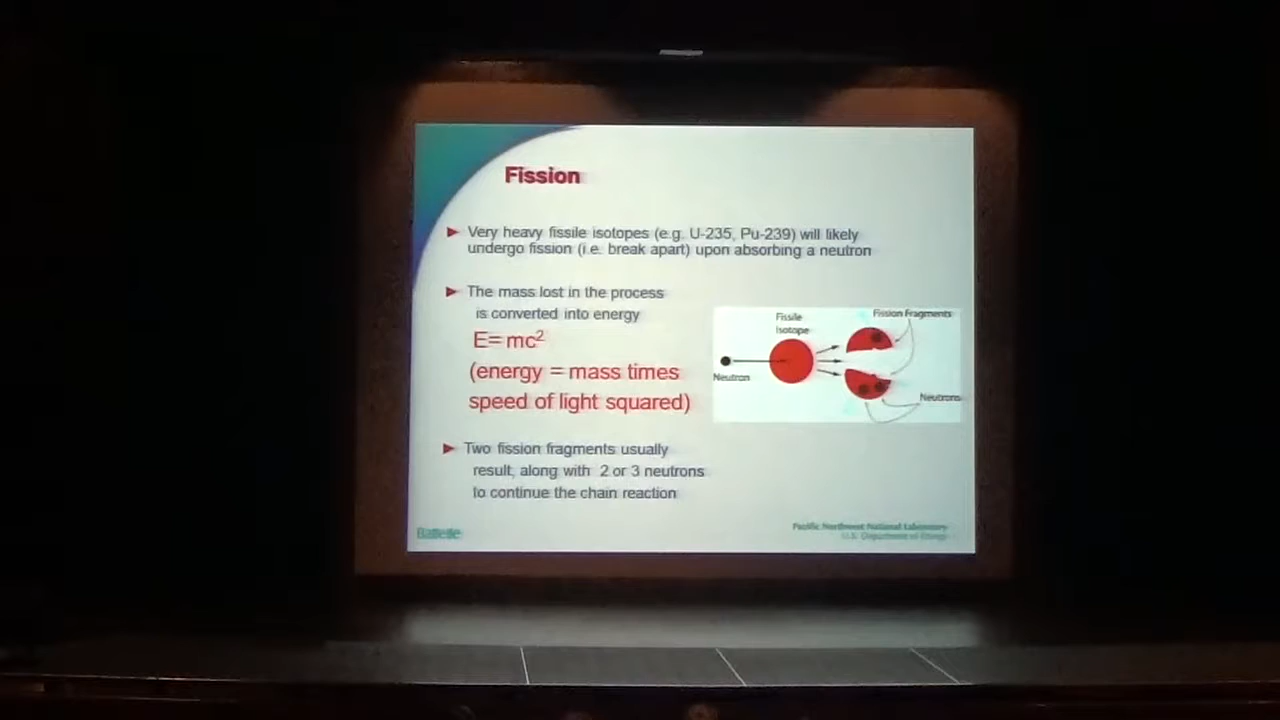 Fission
Very heavy fissile isotopes (e.g. U-235, Pu-239) will likely
undergo fission (i.e. break apart) upon absorbing a neutron
The mass lost in the process
is converted into energy
E= mc²
(energy = mass times
speed of light squared)
Two fission fragments usually
result, along with 2 or 3 neutrons
to continue the chain reaction
Fissile
Isotope
Fission Fragments
Neutron
Neutrons
Battelle
Pacific Northwest National Laboratory
U.S. Department of Energy